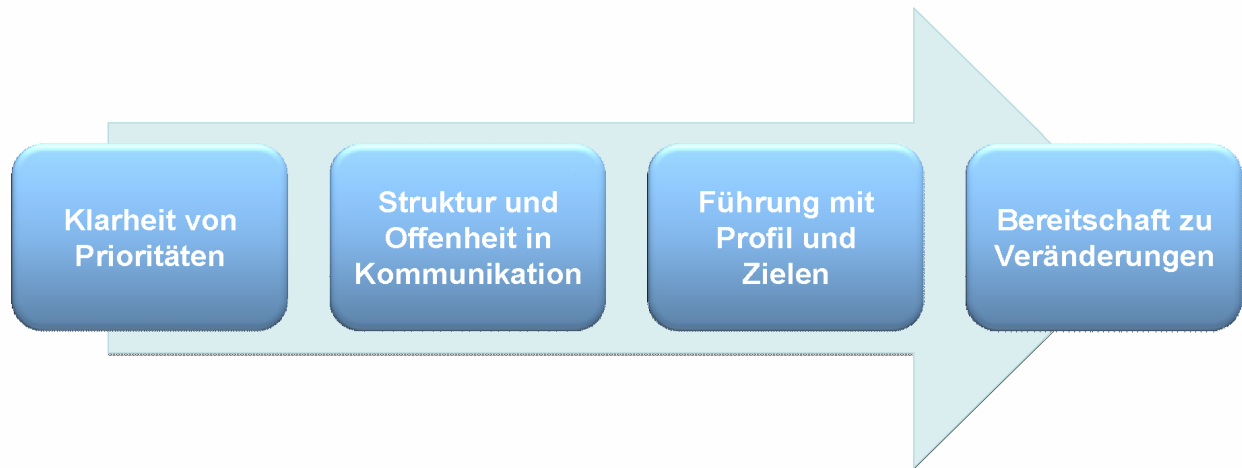 Klarheit von
Prioritäten
Struktur und
Offenheit in
Kommunikation
Führung mit
Profil und
Zielen
Bereitschaft zu
Veränderungen